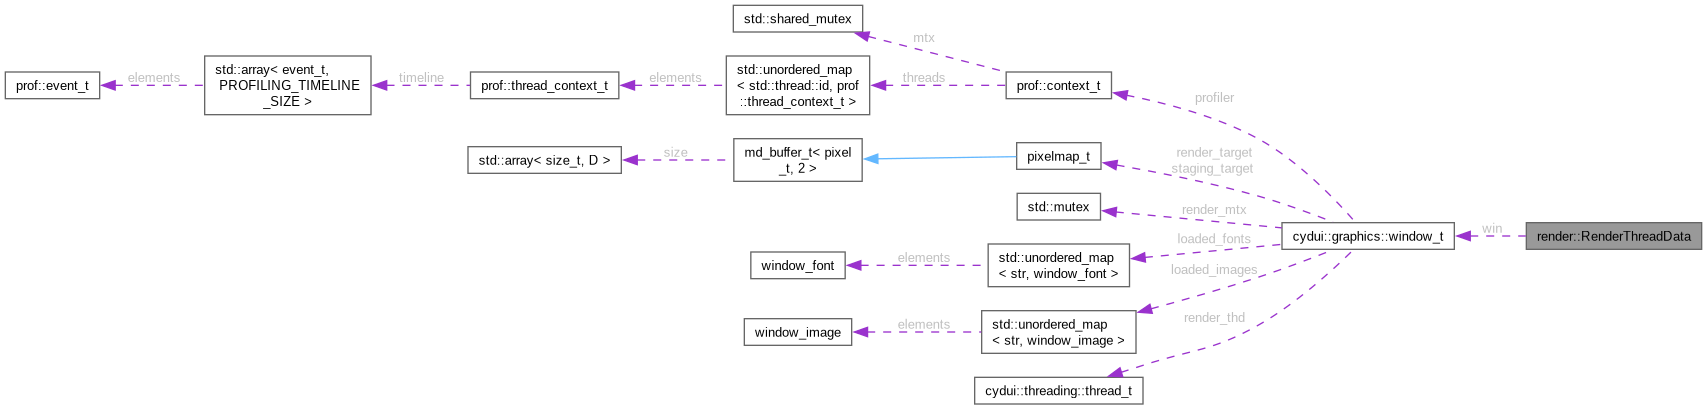 std::shared_mutex
mtx
prof::event_t
elements
std::array< event_t,
PROFILING_TIMELINE
_SIZE >
timeline
prof::thread_context_t
elements
std::unordered_map
< std::thread::id, prof
::thread_context_t >
threads
prof::context_t
profiler
std::array< size_t, D >
size
md_buffer_t< pixel
_t, 2 >
pixelmap_t
render_target
staging_target
std::mutex
render_mtx
cydui::graphics::window_t
win
render::RenderThreadData
window_font
elements
std::unordered_map
< str, window_font >
loaded_fonts
window_image
elements
std::unordered_map
< str, window_image >
loaded_images
render_thd
cydui::threading::thread_t